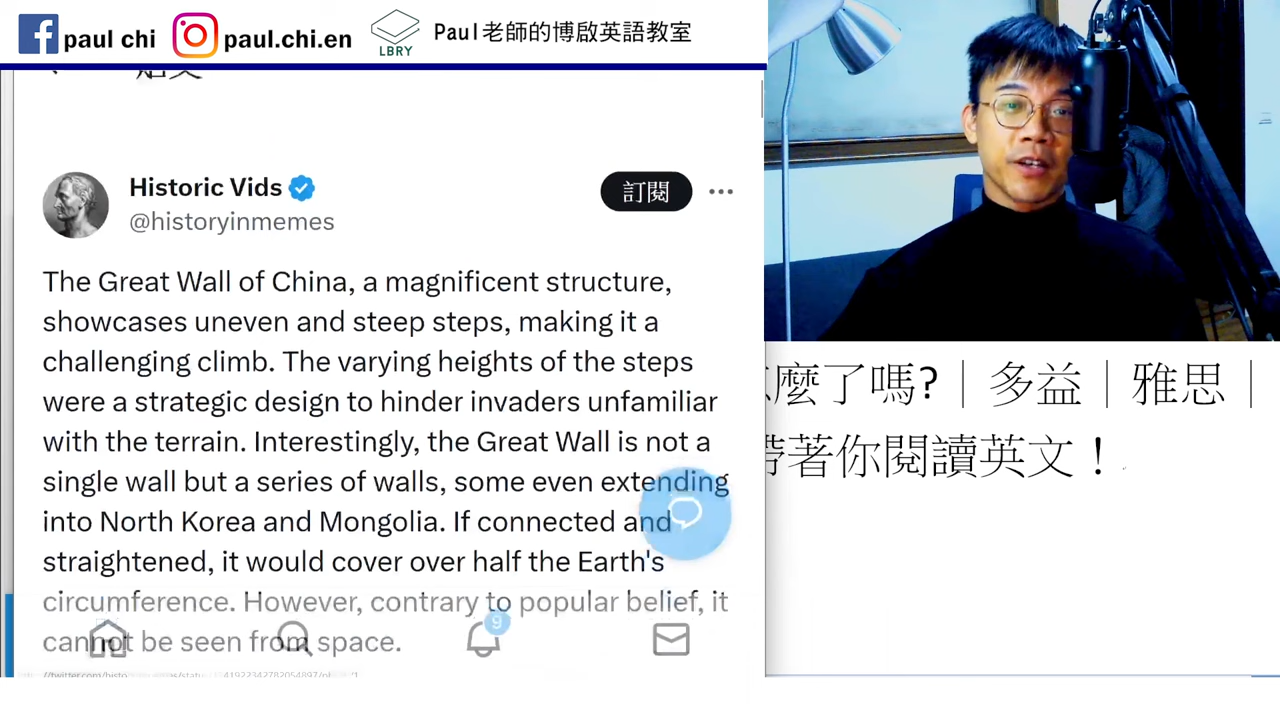 paul chi
paul.chi.en
LBRY
Paul老師的博啟英語教室
Historic Vids
@historyinmemes
訂閱
The Great Wall of China, a magnificent structure,
showcases uneven and steep steps, making it a
challenging climb. The varying heights of the steps
were a strategic design to hinder invaders unfamiliar
with the terrain. Interestingly, the Great Wall is not a
single wall but a series of walls, some even extending
into North Korea and Mongolia. If connected and
straightened, it would cover over half the Earth's
circumference. However, contrary to popular belief, it
cannot be seen from space.
9
麼了嗎?｜多益｜雅思｜
帶著你閱讀英文！